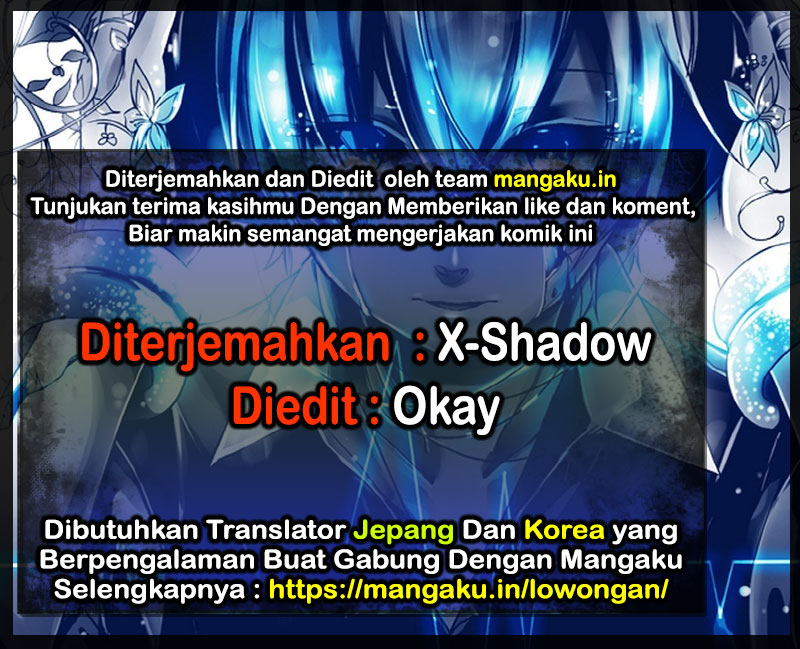 Diterjemahkan dan Diedit oleh team mangaku.in
Tunjukan terima kasihmu Dengan Memberikan like dan koment,
Biar makin semangat mengerjakan komik ini
Diterjemahkan : X-Shadow
Diedit : Okay
Dibutuhkan Translator Jepang Dan Korea yang
Berpengalaman Buat Gabung Dengan Mangaku
Selengkapnya : https://mangaku.in/lowongan/